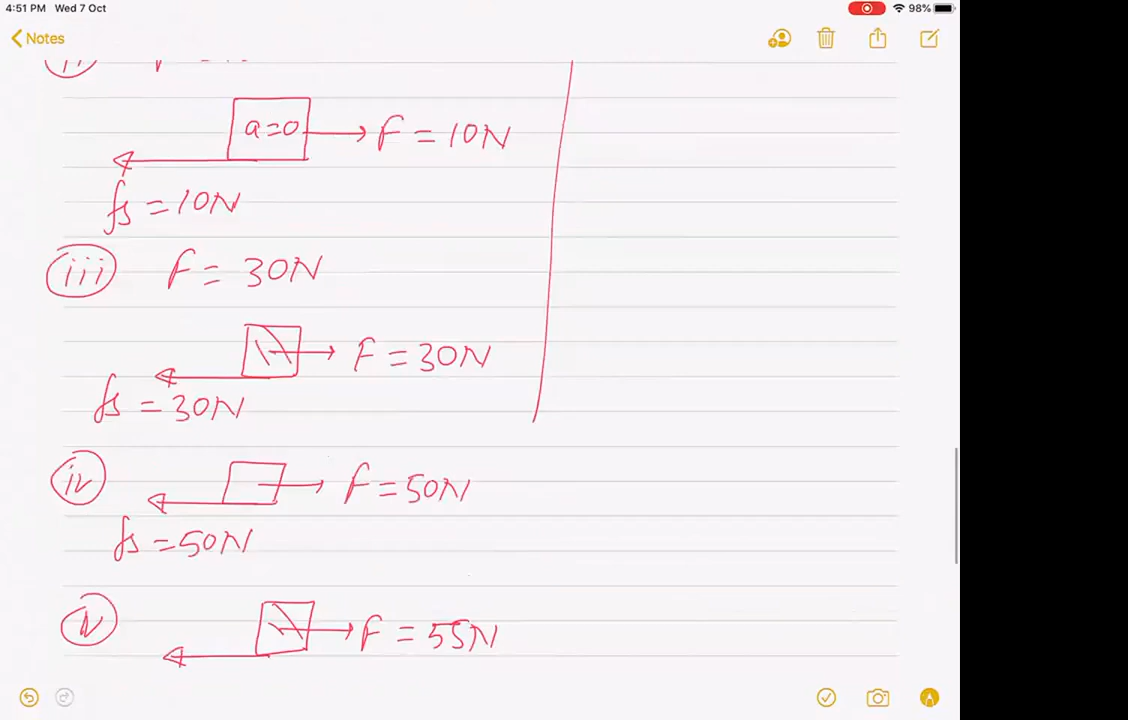 4:51 PM Wed 7 Oct
98%
Notes
a=0
F = 10N
fs = 10N
iii F = 30N
F = 30N
fs = 30N
iv F = 50N
fs = 50N
v F = 55N